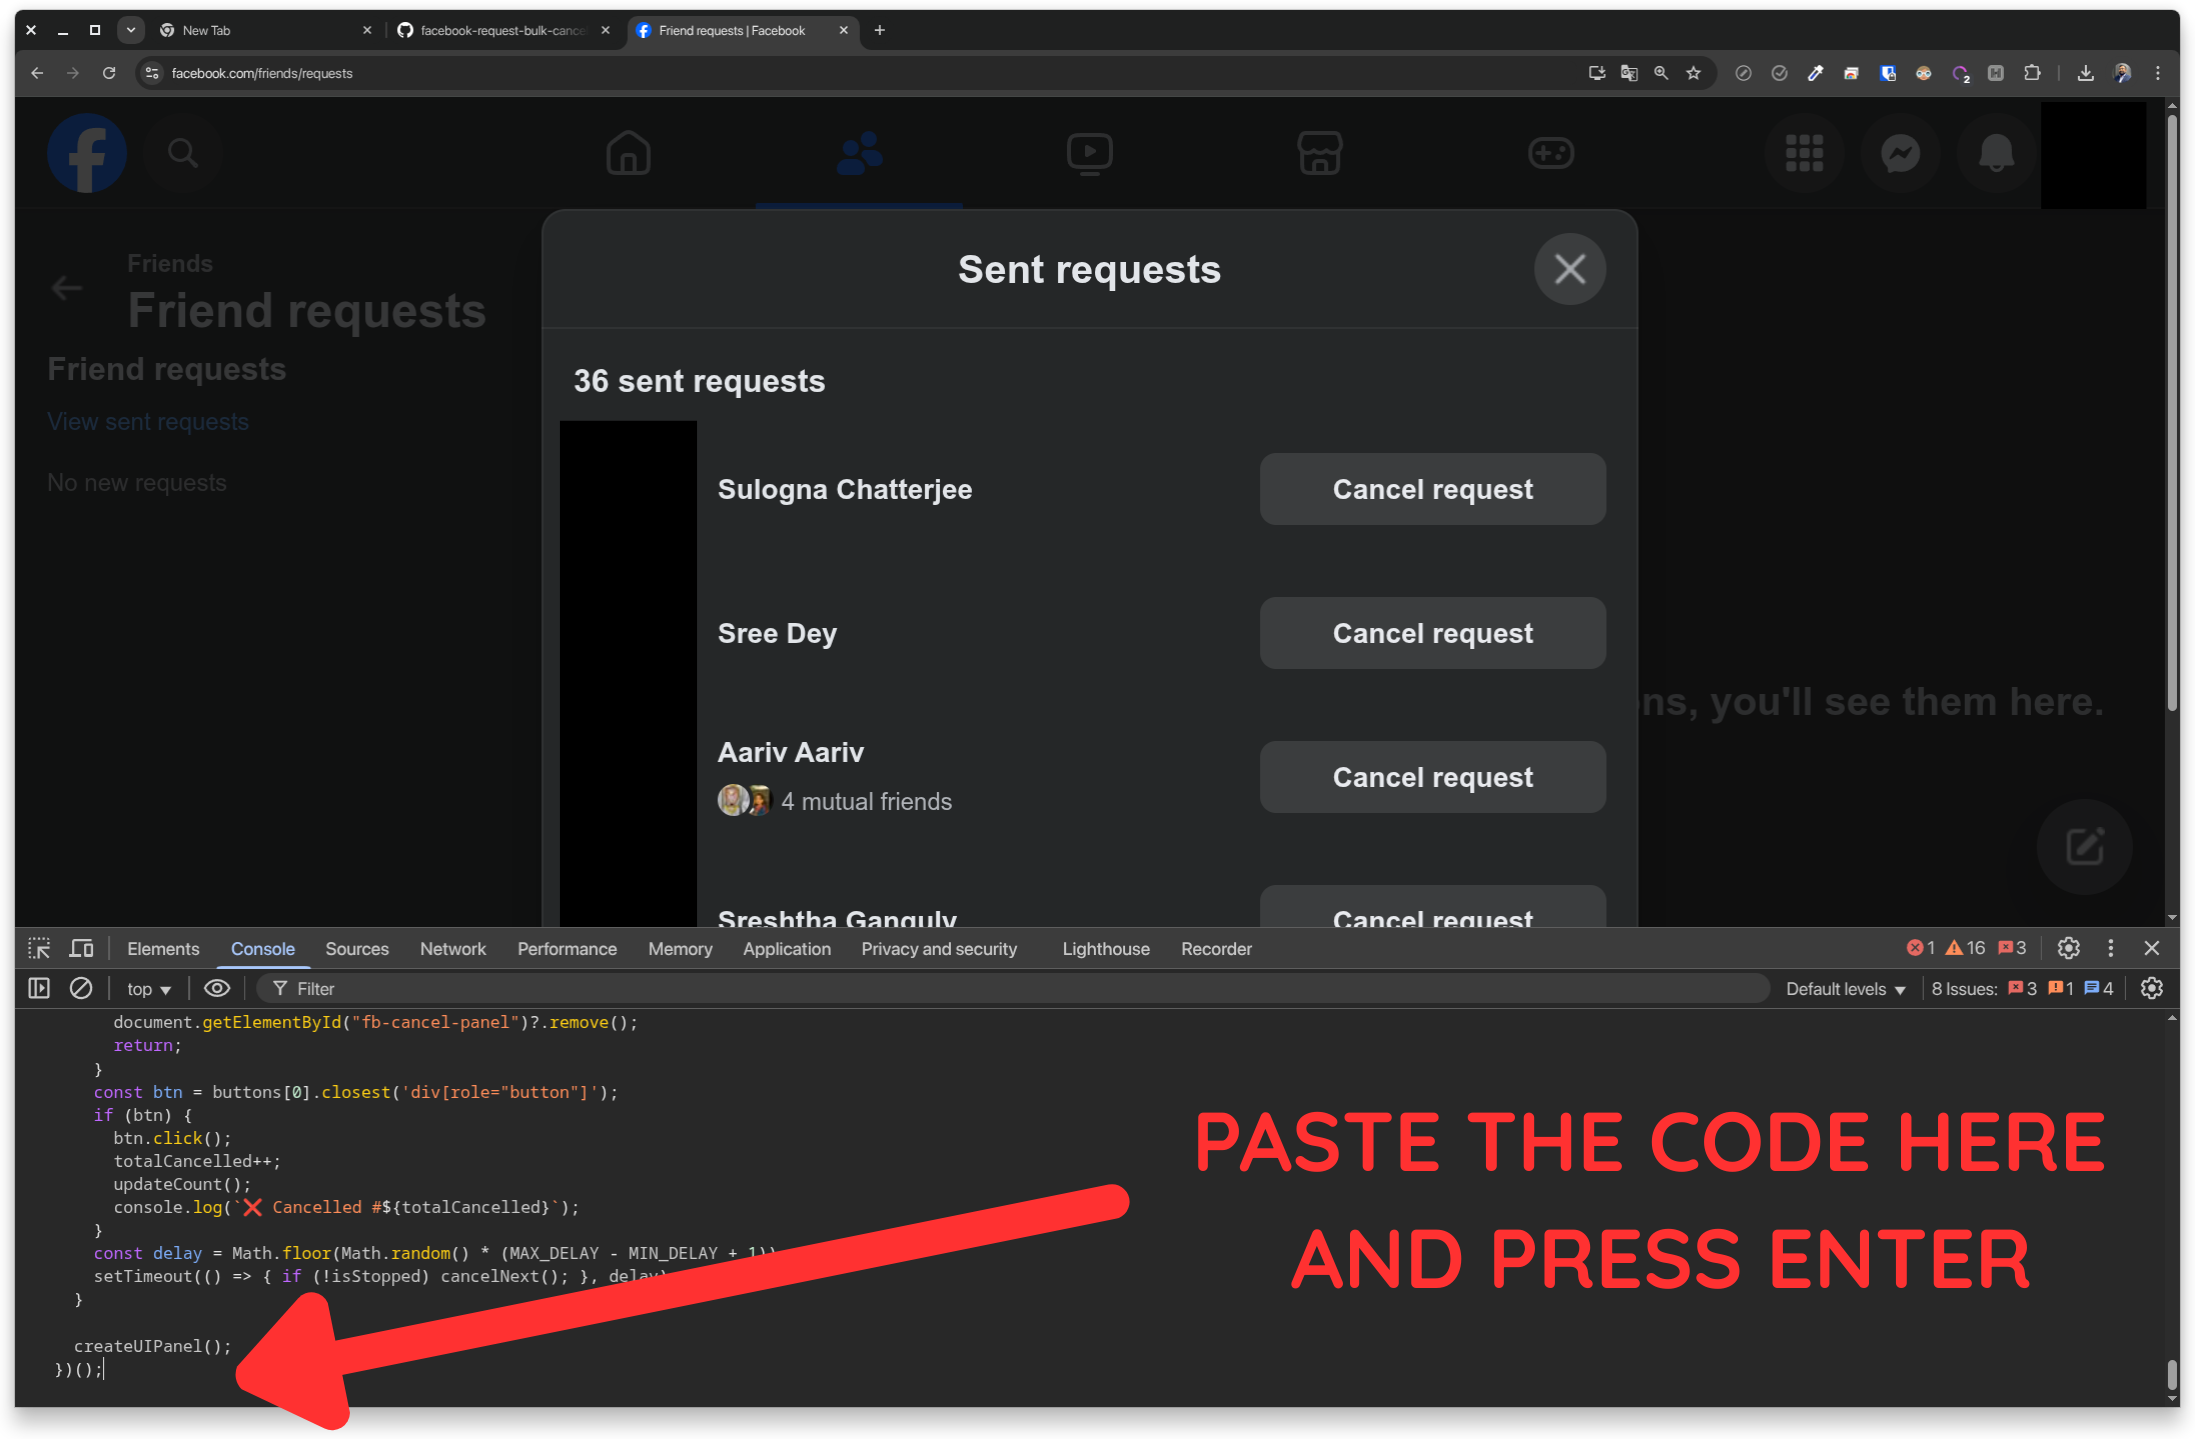 New Tab
facebook-request-bulk-cance
Friend requests | Facebook
facebook.com/friends/requests
Friends
Friend requests
Friend requests
View sent requests
No new requests
Sent requests
36 sent requests
Sulogna Chatterjee
Cancel request
Sree Dey
Cancel request
Aariv Aariv
4 mutual friends
Cancel request
Sreshtha Ganguly
Cancel request
ns, you'll see them here.
Elements Console Sources Network Performance Memory Application Privacy and security Lighthouse Recorder 1 16 3
top Filter Default levels 8 Issues: 3 1 4
document.getElementById("fb-cancel-panel")?.remove();
return;
}
const btn = buttons[0].closest('div[role="button"]');
if (btn) {
btn.click();
totalCancelled++;
updateCount();
console.log(`❌ Cancelled #${totalCancelled}`);
}
const delay = Math.floor(Math.random() * (MAX_DELAY - MIN_DELAY + 1))
setTimeout(() => { if (!isStopped) cancelNext(); }, delay)
}
createUIPanel();
})();
PASTE THE CODE HERE
AND PRESS ENTER